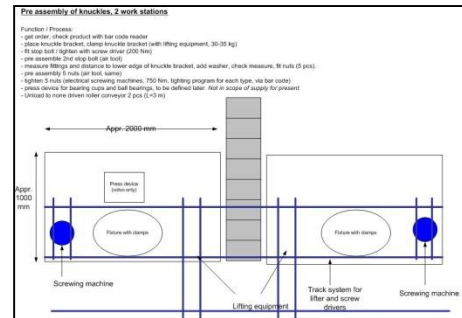 Pre assembly of knuckles, 2 work stations
Function / Process:
- get order, check product with bar code reader
- place knuckle bracket, clamp knuckle bracket (with lifting equipment, 30-35 kg)
- fit stop bolt / tighten with screw driver (200 Nm)
- pre assemble 2nd stop bolt (air tool)
- measure fittings and distance to lower edge of knuckle bracket, add washer, check measure, fit nuts (5 pcs).
- pre assembly 5 nuts (air tool, same)
- tighten 5 nuts (electrical screwing machines, 750 Nm, tighting program for each type, via bar code)
- press device for bearing cups and ball bearings, to be defined later. Not in scope of supply for present.
- Unload to none driven roller conveyor 2 pcs (L=3 m)
Appr. 2000 mm
Appr.
1000
mm
Press device
(valvo only)
Fixture with clamps
Fixture with clamps
Screwing machine
Lifting equipment
Track system for
lifter and screw
drivers
Screwing machine